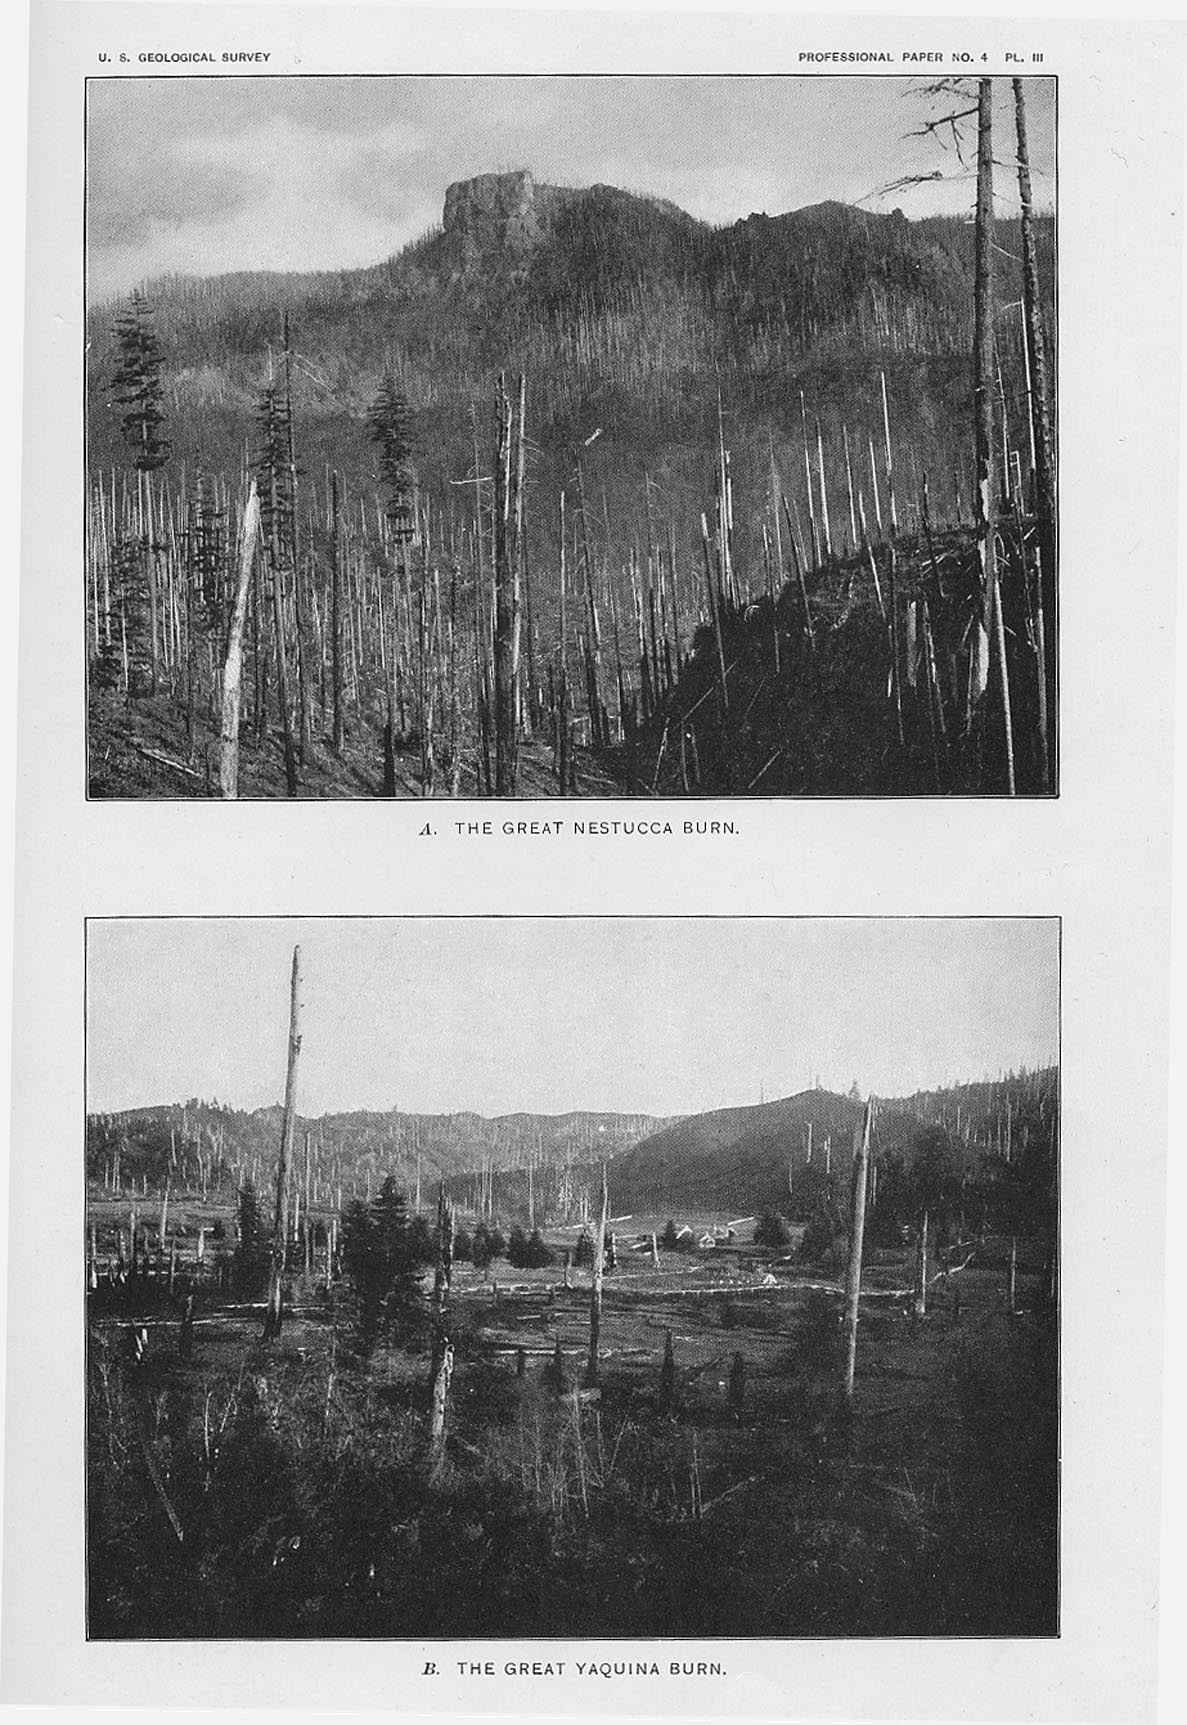 U. S. GEOLOGICAL SURVEY
PROFESSIONAL PAPER NO. 4 PL. III
A. THE GREAT NESTUCCA BURN.
B. THE GREAT YAQUINA BURN.